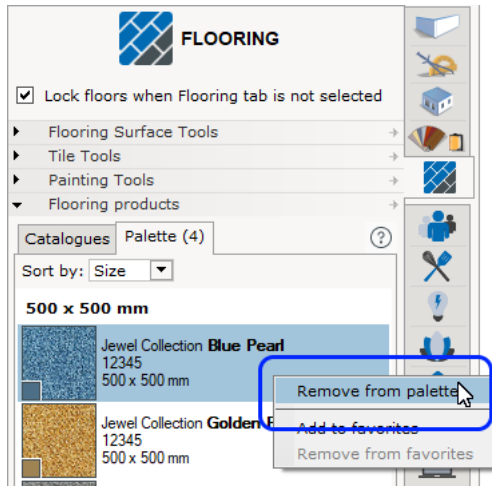 FLOORING
Lock floors when Flooring tab is not selected
Flooring Surface Tools
Tile Tools
Painting Tools
Flooring products
Catalogues Palette (4)
Sort by: Size
500 x 500 mm
Jewel Collection Blue Pearl
12345
500 x 500 mm
Remove from palette
Jewel Collection Golden
Add to favorites
12345
500 x 500 mm
Remove from favorites